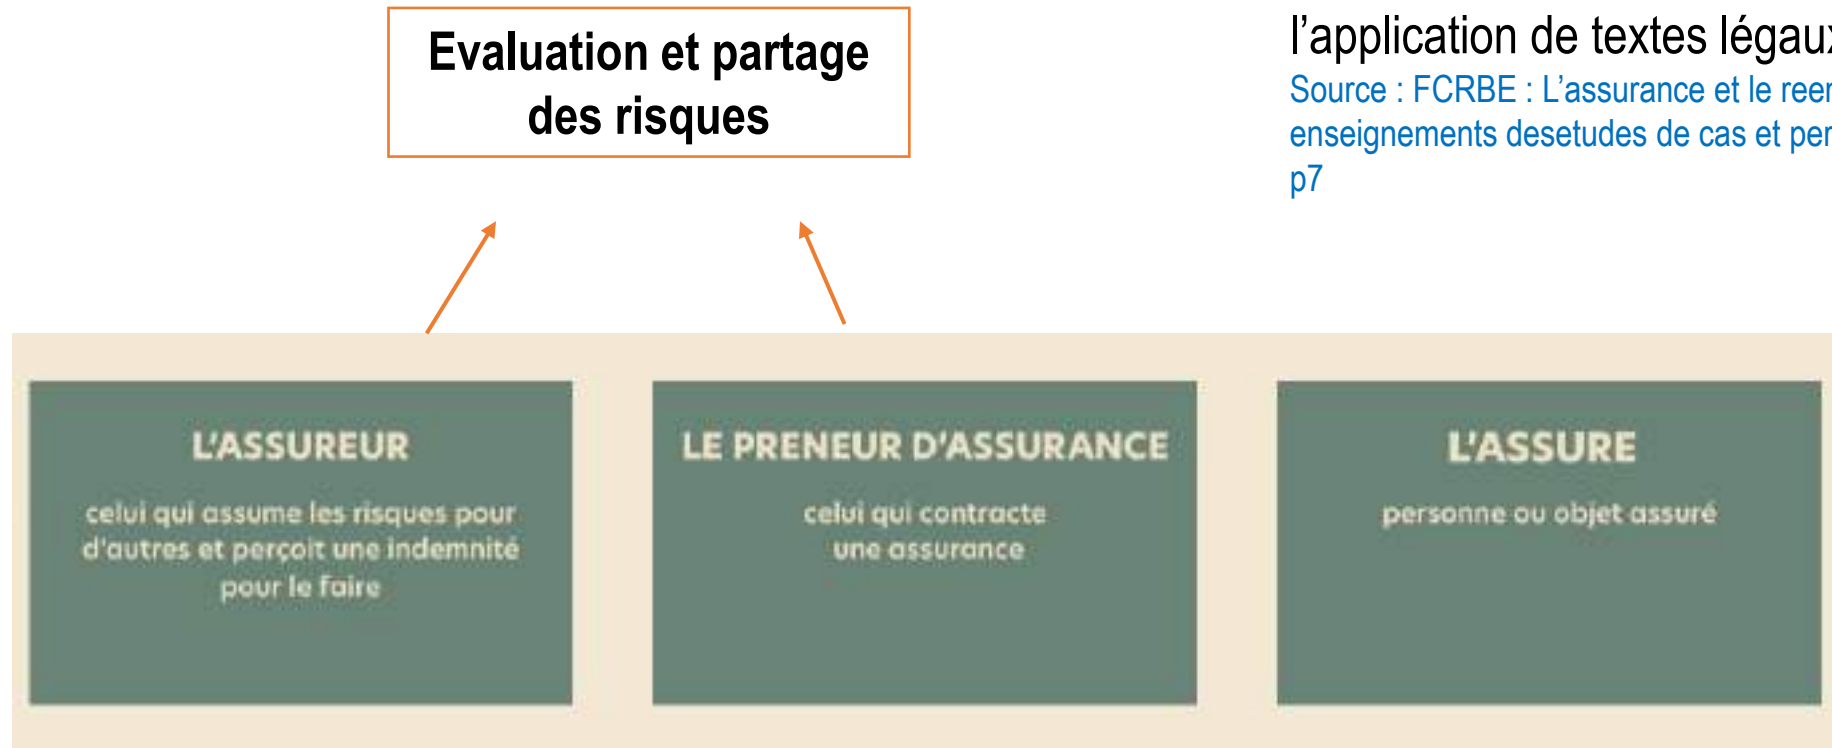 Evaluation et partage
des risques
l’application de textes légaux
Source : FCRBE : L’assurance et le
enseignements desetudes de cas et
p7
L’ASSUREUR
celui qui assume les risques pour
d'autres et perçoit une indemnité
pour le faire
LE PRENEUR D’ASSURANCE
celui qui contracte
une assurance
L’ASSURE
personne ou objet assuré